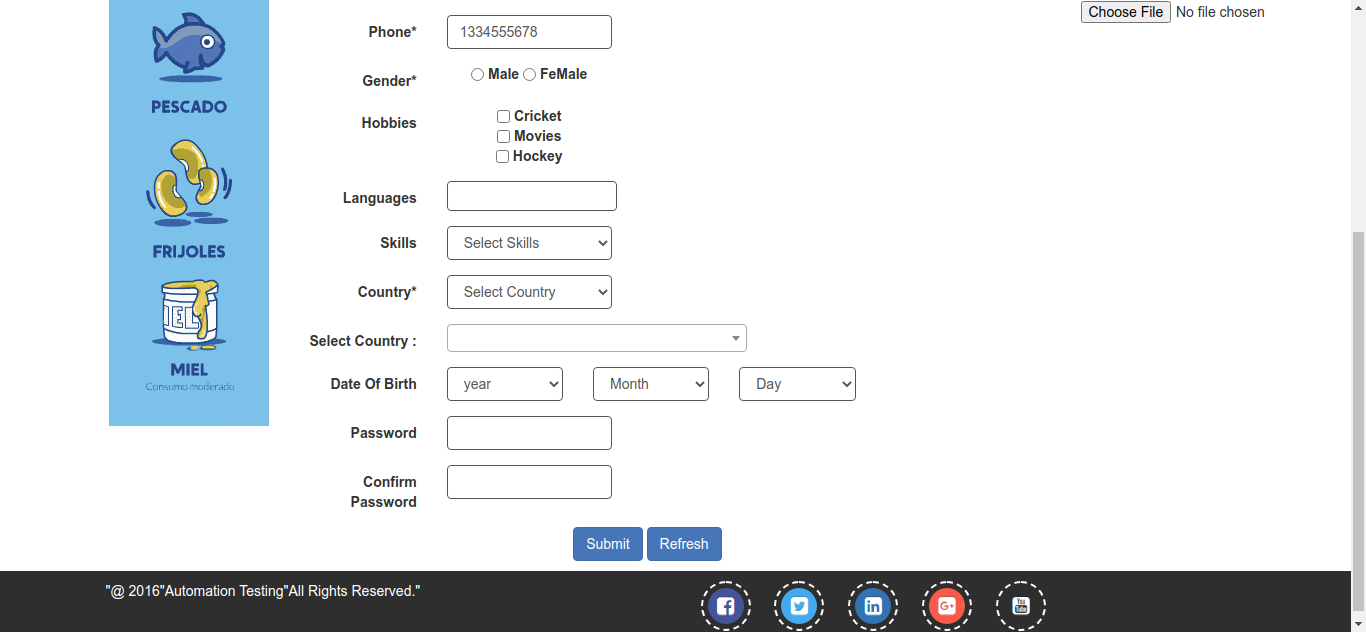 PESCADO
FRIJOLES
IEL
MIEL
Consumo moderado
Choose File No file chosen
Phone* 1334555678
Gender* Male FeMale
Hobbies Cricket
Movies
Hockey
Languages
Skills Select Skills
Country* Select Country
Select Country :
Date Of Birth year Month Day
Password
Confirm
Password
Submit Refresh
"@ 2016"Automation Testing"All Rights Reserved."
f in G+ You Tube